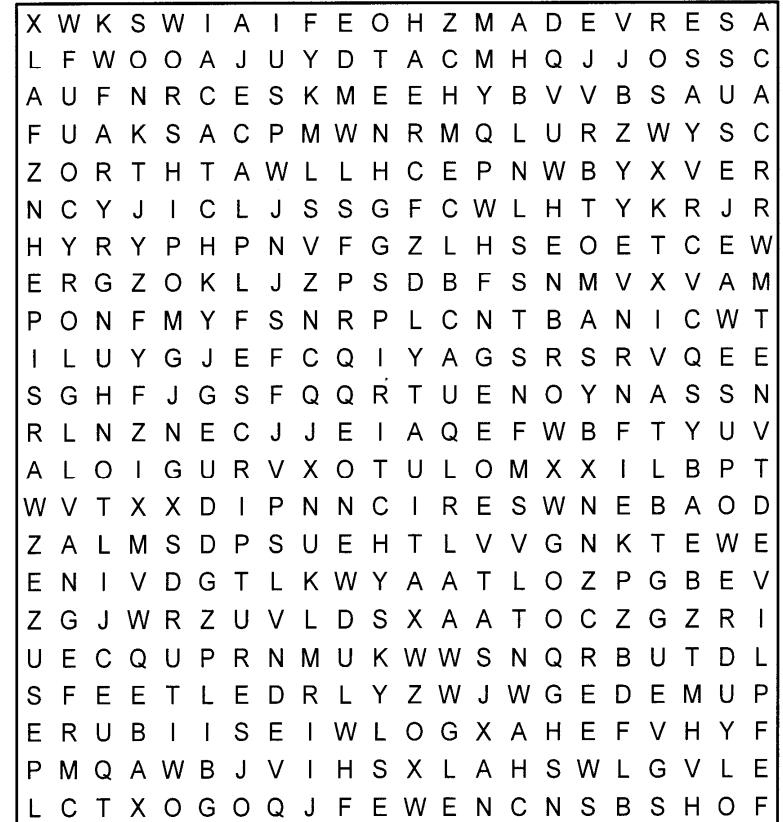 X W K S W I A I F E O H Z M A D E V R E S A
L F W O O A J U Y D T A C M H Q J J O S S C
A U F N R C E S K M E E H Y B V V B S A U A
F U A K S A C P M W N R M Q L U R Z W Y S C
Z O R T H T A W L L H C E P N W B Y X V E R
N C Y J I C L J S S G F C W L H T Y K R J R
H Y R Y P H P N V F G Z L H S E O E T C E W
E R G Z O K L J Z P S D B F S N M V X V A M
P O N F M Y F S N R P L C N T B A N I C W T
I L U Y G J E F C Q I Y A G S R S R V Q E E
S G H F J G S F Q Q R T U E N O Y N A S S N
R L N Z N E C J J E I A Q E F W B F T Y U V
A L O I G U R V X O T U L O M X X I L B P T
W V T X X D I P N N C I R E S W N E B A O D
Z A L M S D P S U E H T L V V G N K T E W E
E N I V D G T L K W Y A A T L O Z P G B E V
Z G J W R Z U V L D S X A A T O C Z G Z R I
U E C Q U P R N M U K W W S N Q R B U T D L
S F E E T L E D R L Y Z W J W G E D E M U P
E R U B I I S E I W L O G X A H E F V H Y F
P M Q A W B J V I H S X L A H S W L G V L E
L C T X O G O Q J F E W E N C N S B S H O F